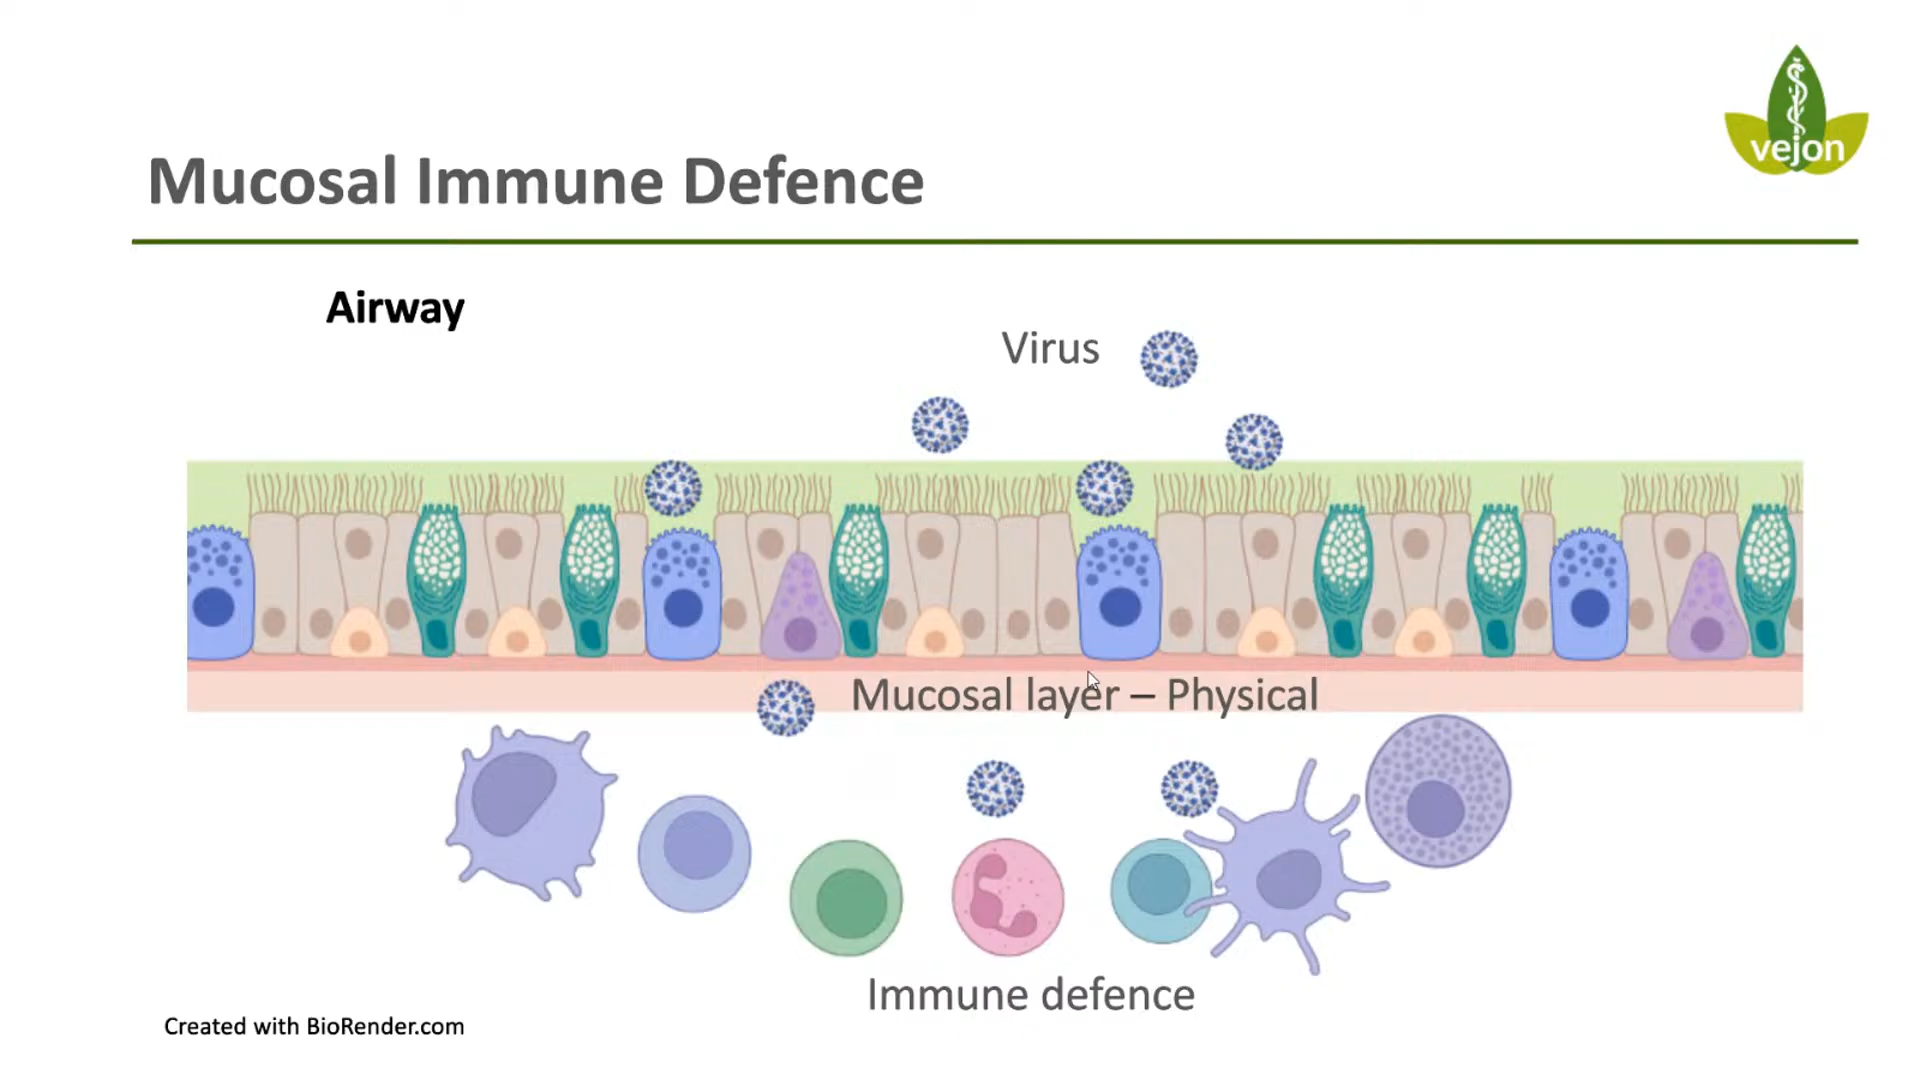 vejon
Mucosal Immune Defence
Airway
Virus
Mucosal layer – Physical
Immune defence
Created with BioRender.com